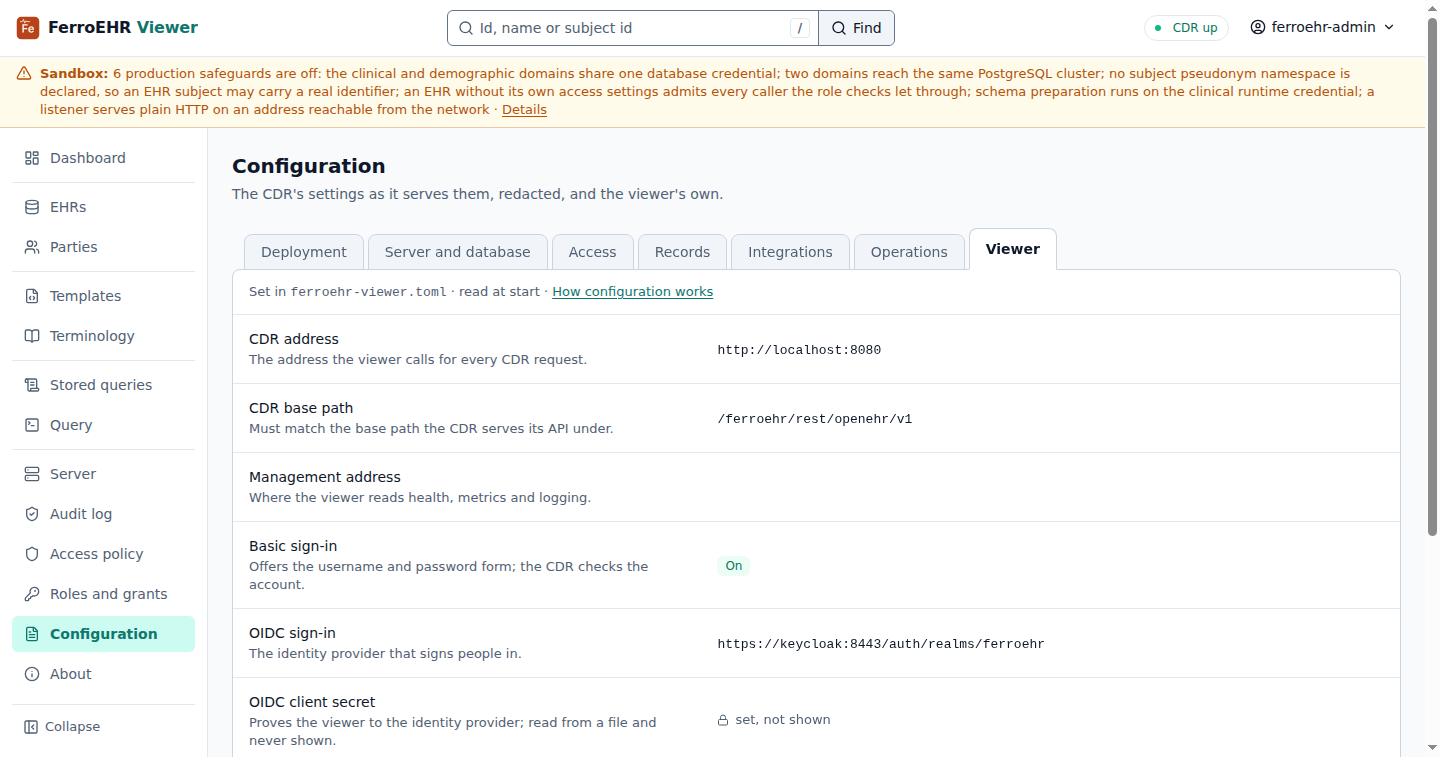 Fe FerroEHR Viewer
Id, name or subject id / Find
CDR up
ferroehr-admin
Sandbox: 6 production safeguards are off: the clinical and demographic domains share one database credential; two domains reach the same PostgreSQL cluster; no subject pseudonym namespace is
declared, so an EHR subject may carry a real identifier; an EHR without its own access settings admits every caller the role checks let through; schema preparation runs on the clinical runtime credential; a
listener serves plain HTTP on an address reachable from the network · Details
Dashboard
EHRs
Parties
Templates
Terminology
Stored queries
Query
Server
Audit log
Access policy
Roles and grants
Configuration
About
Collapse
Configuration
The CDR's settings as it serves them, redacted, and the viewer's own.
Deployment Server and database Access Records Integrations Operations Viewer
Set in ferroehr-viewer.toml · read at start · How configuration works
CDR address
The address the viewer calls for every CDR request.
http://localhost:8080
CDR base path
Must match the base path the CDR serves its API under.
/ferroehr/rest/openehr/v1
Management address
Where the viewer reads health, metrics and logging.
Basic sign-in
Offers the username and password form; the CDR checks the
account.
On
OIDC sign-in
The identity provider that signs people in.
https://keycloak:8443/auth/realms/ferroehr
OIDC client secret
Proves the viewer to the identity provider; read from a file and
never shown.
set, not shown